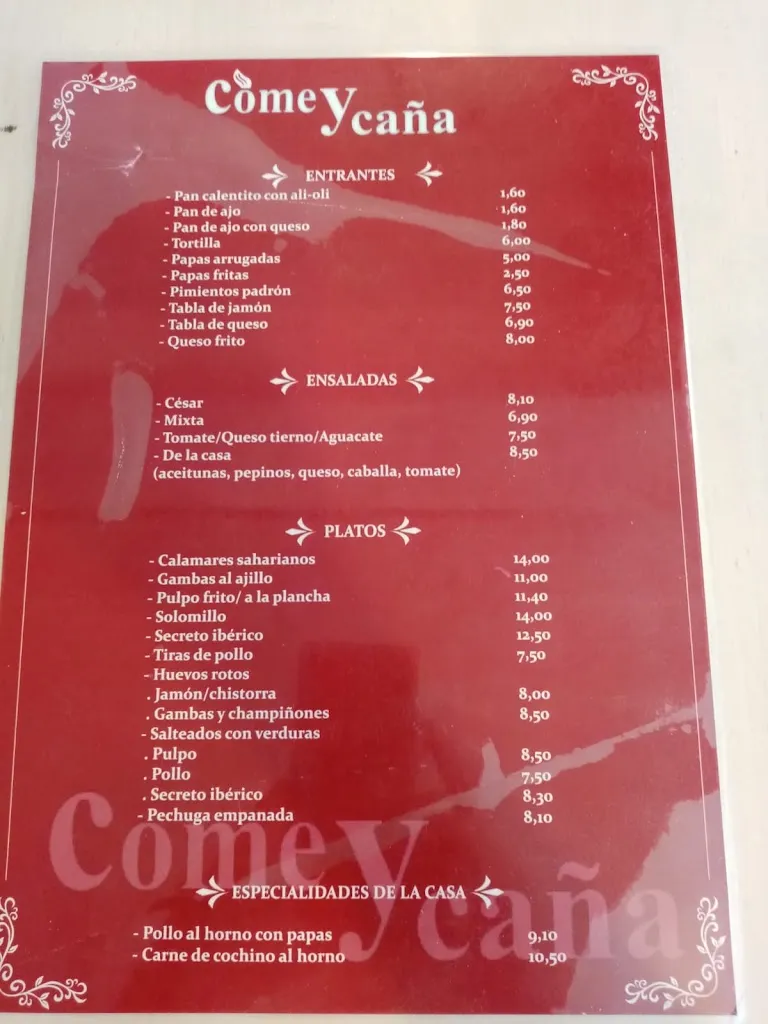 Come y caña
ENTRANTES
- Pan calentito con ali-oli 1,60
- Pan de ajo 1,60
- Pan de ajo con queso 1,80
- Tortilla 6,00
- Papas arrugadas 5,00
- Papas fritas 2,50
- Pimientos padrón 6,50
- Tabla de jamón 7,50
- Tabla de queso 6,90
- Queso frito 8,00
ENSALADAS
- César 8,10
- Mixta 6,90
- Tomate/Queso tierno/Aguacate 7,50
- De la casa 8,50
(aceitunas, pepinos, queso, caballa, tomate)
PLATOS
- Calamares saharianos 14,00
- Gambas al ajillo 11,00
- Pulpo frito/ a la plancha 11,40
- Solomillo 14,00
- Secreto ibérico 12,50
- Tiras de pollo 7,50
- Huevos rotos
. Jamón/chistorra 8,00
. Gambas y champiñones 8,50
- Salteados con verduras
. Pulpo 8,50
. Pollo 7,50
. Secreto ibérico 8,30
- Pechuga empanada 8,10
Come y caña
ESPECIALIDADES DE LA CASA
- Pollo al horno con papas 9,10
- Carne de cochino al horno 10,50